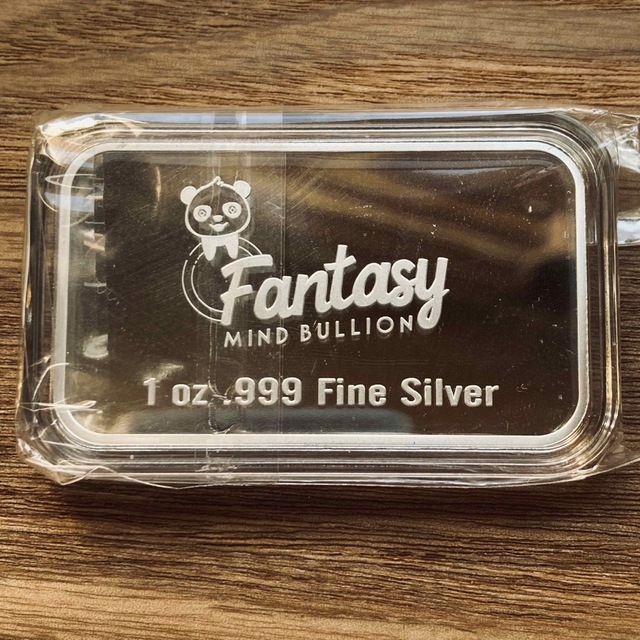 Fantasy
MIND BULLION
1 oz .999 Fine Silver